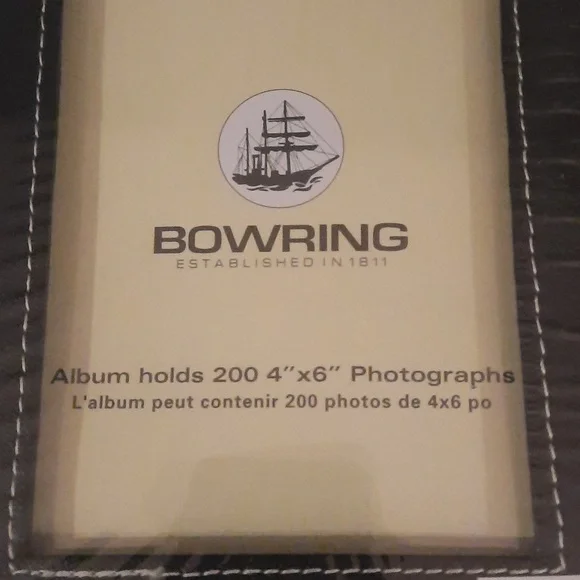 BOWRING
ESTABLISHED IN 1811
Album holds 200 4″x6″ Photographs
L'album peut contenir 200 photos de 4x6 po